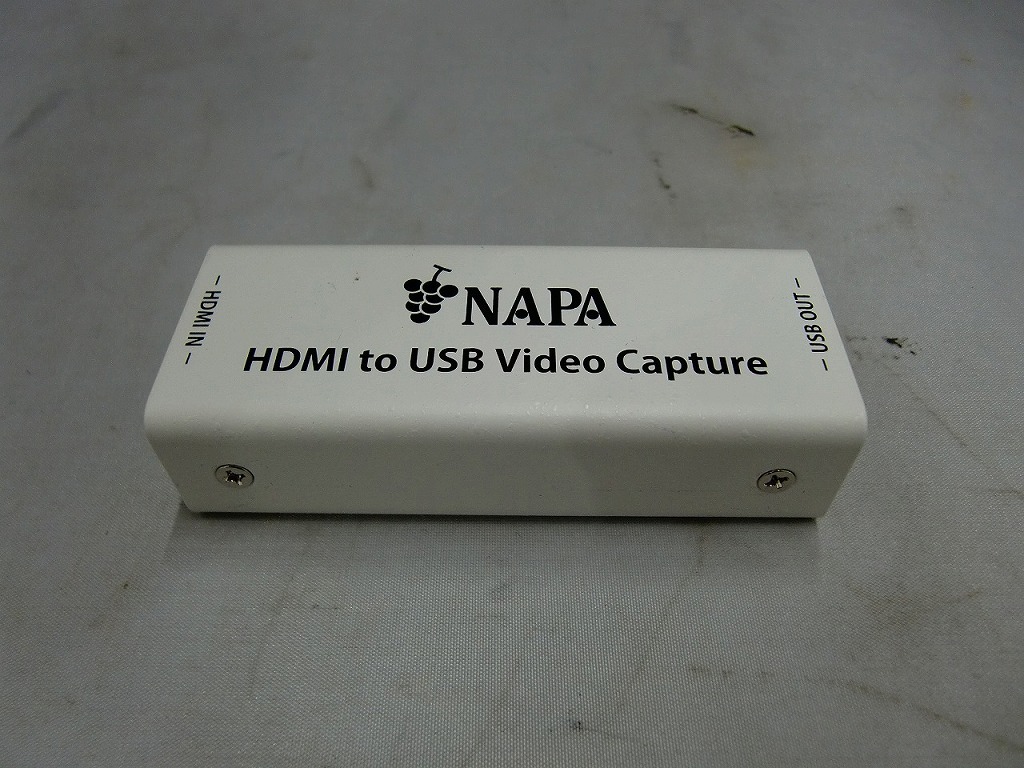 NAPA
HDMI to USB Video Capture
– HDMI IN –
– USB OUT –